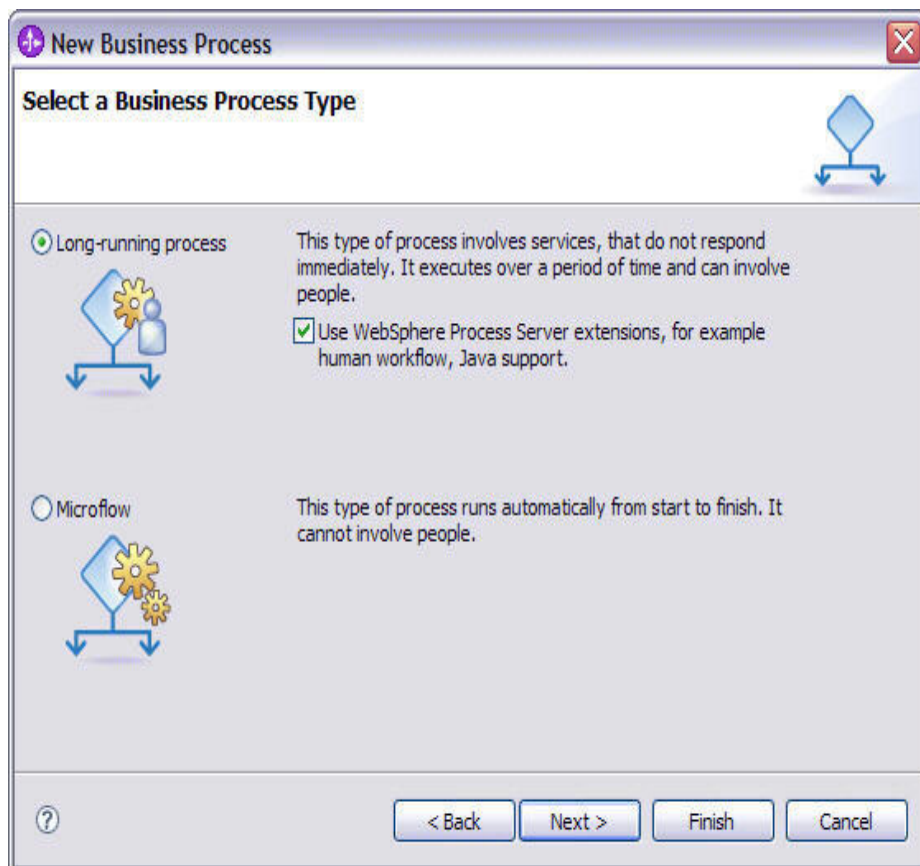 New Business Process
Select a Business Process Type
Long-running process
This type of process involves services, that do not respond
immediately. It executes over a period of time and can involve
people.
Use WebSphere Process Server extensions, for example
human workflow, Java support.
Microflow
This type of process runs automatically from start to finish. It
cannot involve people.
?
< Back
Next >
Finish
Cancel